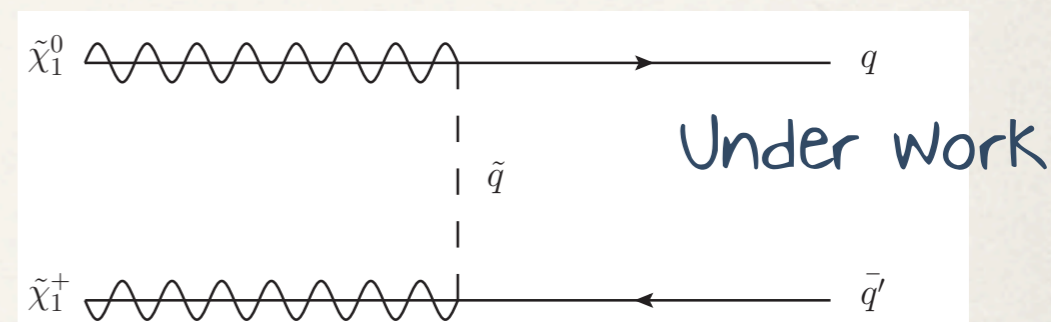 χ̃₁⁰ q
Under work
q̃
χ̃₁⁺ q̄′